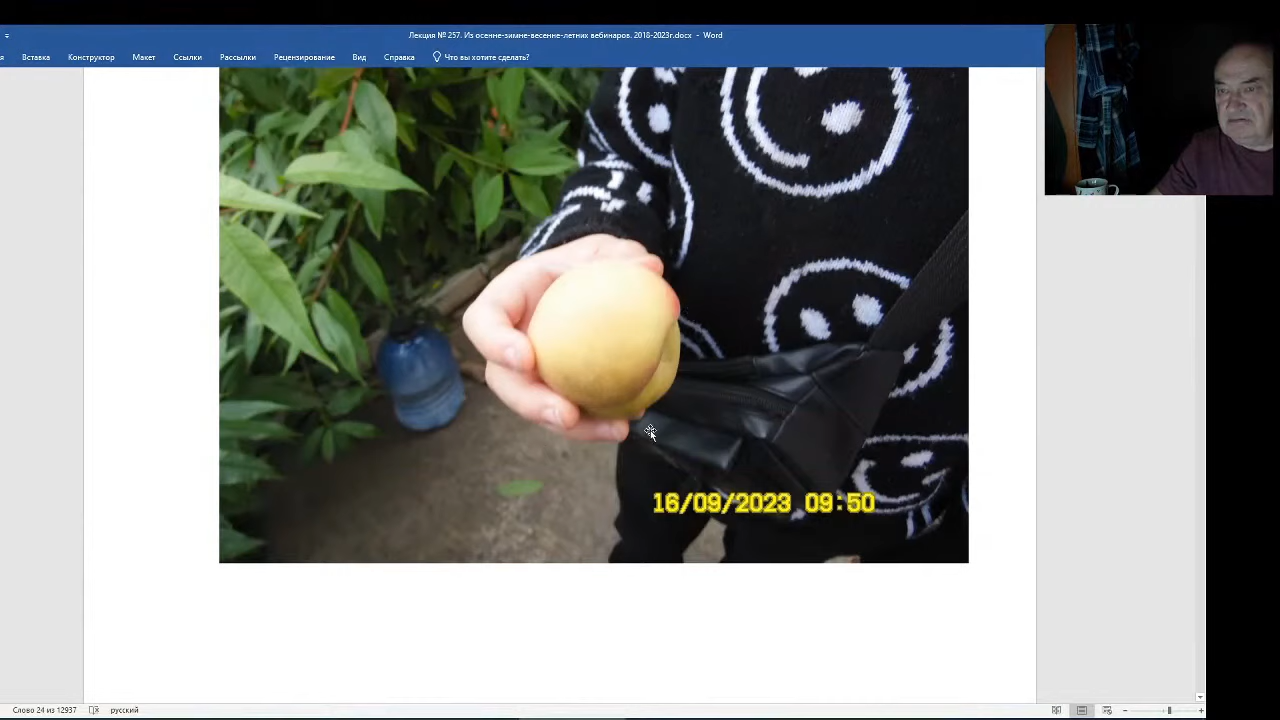 Лекция № 257. Из осенне-зимне-весенне-летних вебинаров. 2018-2023г.docx - Word
я Вставка Конструктор Макет Ссылки Рассылки Рецензирование Вид Справка Что вы хотите сделать?
16/09/2023 09:50
Слово 24 из 12937 русский